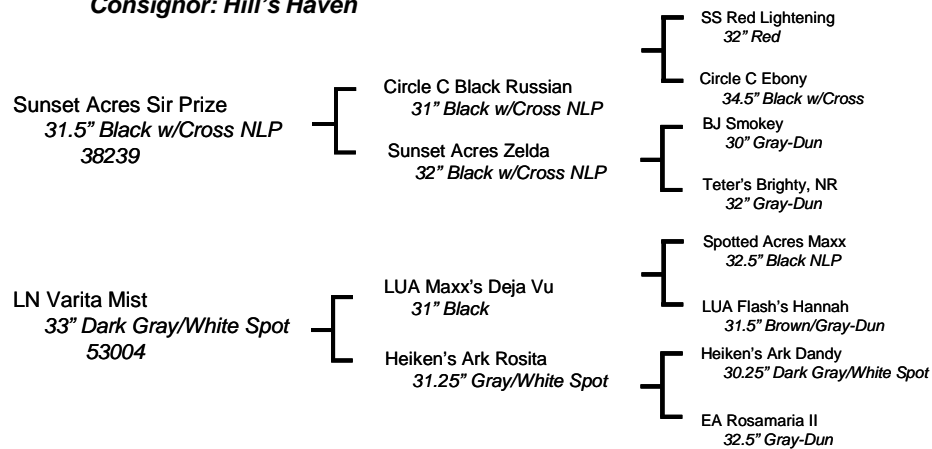 Consignor: Hill's Haven
Sunset Acres Sir Prize
31.5” Black w/Cross NLP
38239
Circle C Black Russian
31” Black w/Cross NLP
Sunset Acres Zelda
32” Black w/Cross NLP
SS Red Lightening
32” Red
Circle C Ebony
34.5” Black w/Cross
BJ Smokey
30” Gray-Dun
Teter's Brighty, NR
32” Gray-Dun
LN Varita Mist
33” Dark Gray/White Spot
53004
LUA Maxx's Deja Vu
31” Black
Heiken's Ark Rosita
31.25” Gray/White Spot
Spotted Acres Maxx
32.5” Black NLP
LUA Flash's Hannah
31.5” Brown/Gray-Dun
Heiken's Ark Dandy
30.25” Dark Gray/White Spot
EA Rosamaria II
32.5” Gray-Dun